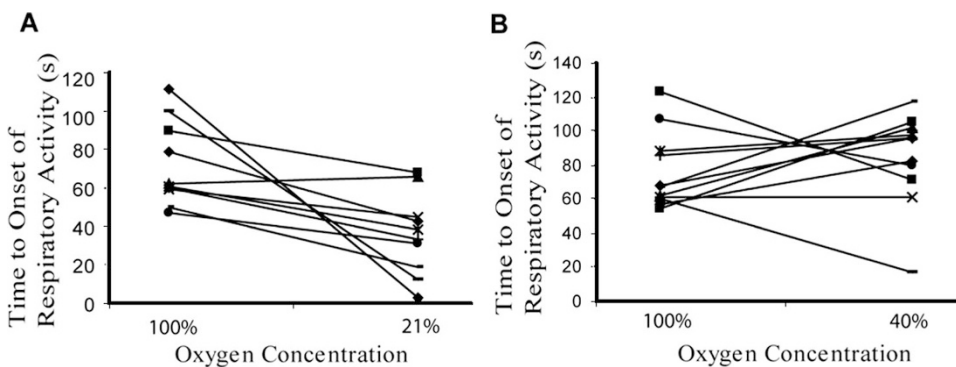 A
Time to Onset of
Respiratory Activity (s)
120
100
80
60
40
20
0
100%
21%
Oxygen Concentration
B
Time to Onset of
Respiratory Activity (s)
140
120
100
80
60
40
20
0
100%
40%
Oxygen Concentration